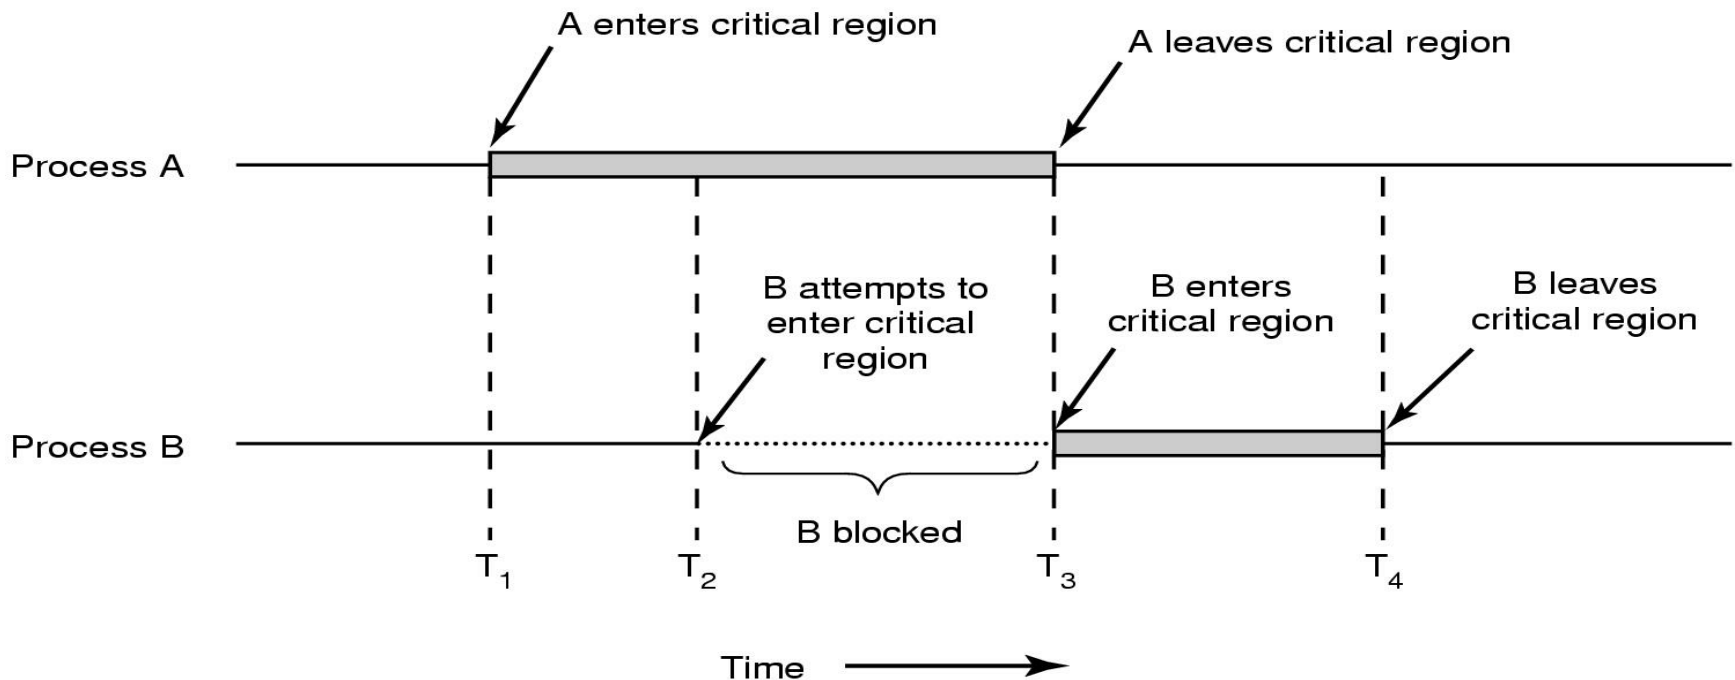 A enters critical region
A leaves critical region
Process A
B attempts to
enter critical
region
B enters
critical region
B leaves
critical region
Process B
B blocked
T1
T2
T3
T4
Time